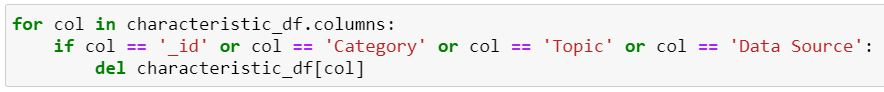 for col in characteristic_df.columns:
    if col == '_id' or col == 'Category' or col == 'Topic' or col == 'Data Source':
        del characteristic_df[col]